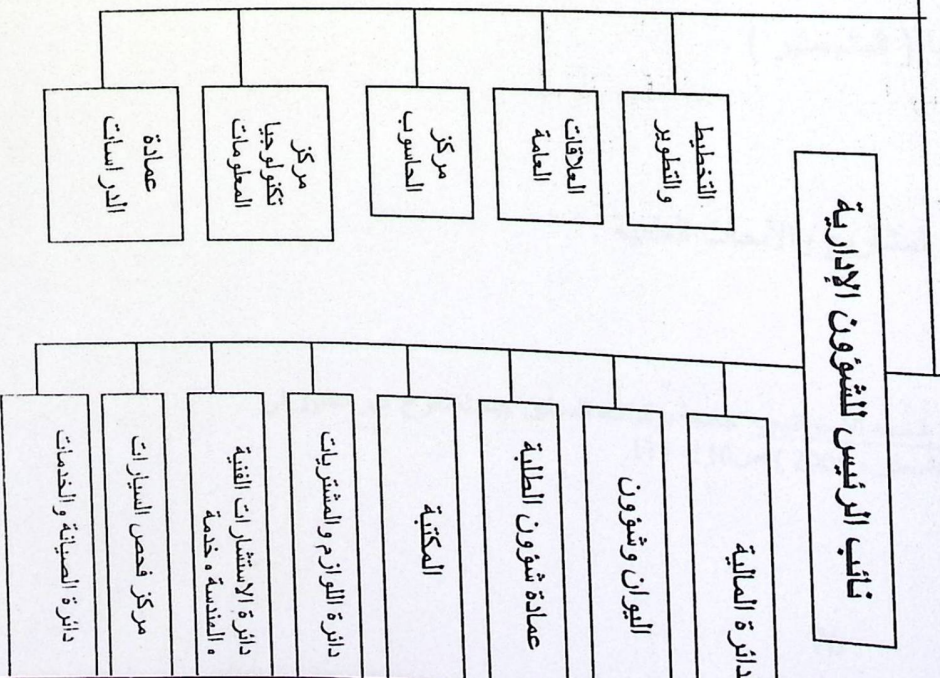 التخطيط
والتطوير
العلاقات
العامة
مركز
الحاسوب
مركز
تكنولوجيا
المعلومات
عمادة
الدراسات
نائب الرئيس للشؤون الإدارية
دائرة المالية
اليوان وشؤون
عمادة شؤون الطلبة
المكتبة
دائرة اللوازم والمشتريات
دائرة الاستشارات الفنية
، الهندسة ، خدمة
مركز فحص السيارات
دائرة الصيانة والخدمات